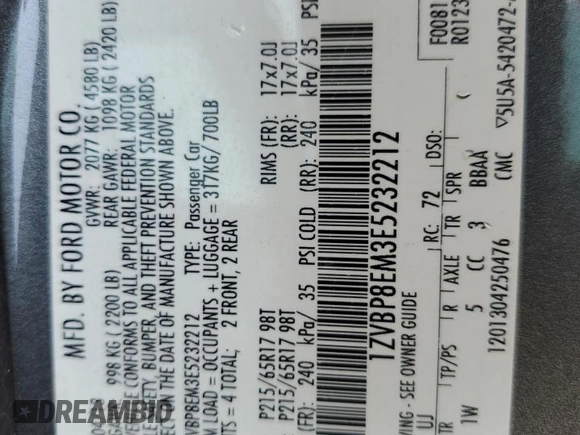 MFD. BY FORD MOTOR CO.
GVWR: 2077 KG ( 4580 LB)
998 KG ( 2200 LB) REAR GAWR: 1098 KG ( 2420 LB)
CONFORMS TO ALL APPLICABLE FEDERAL MOTOR
BUMPER, AND THEFT PREVENTION STANDARDS
THE DATE OF MANUFACTURE SHOWN ABOVE.
VBP8EM3E5232212 TYPE: Passenger Car
LOAD = OCCUPANTS + LUGGAGE = 317KG/ 700LB
= 4 TOTAL; 2 FRONT, 2 REAR
P215/65R17 98T RIMS (FR): 17x7.0J
P215/65R17 98T (RR): 17x7.0J
(FR): 240 kPa/ 35 PSI COLD (RR): 240 kPa/ 35 PSI
1ZVBP8EM3E5232212
- SEE OWNER GUIDE
UJ RC: 72 DSO: F0081
R0123
TR TP/PS R AXLE TR SPR
1W 5 CC 3 BBAA
1201304250476 CMC ▽5U5A-5420472-
DREAMBID